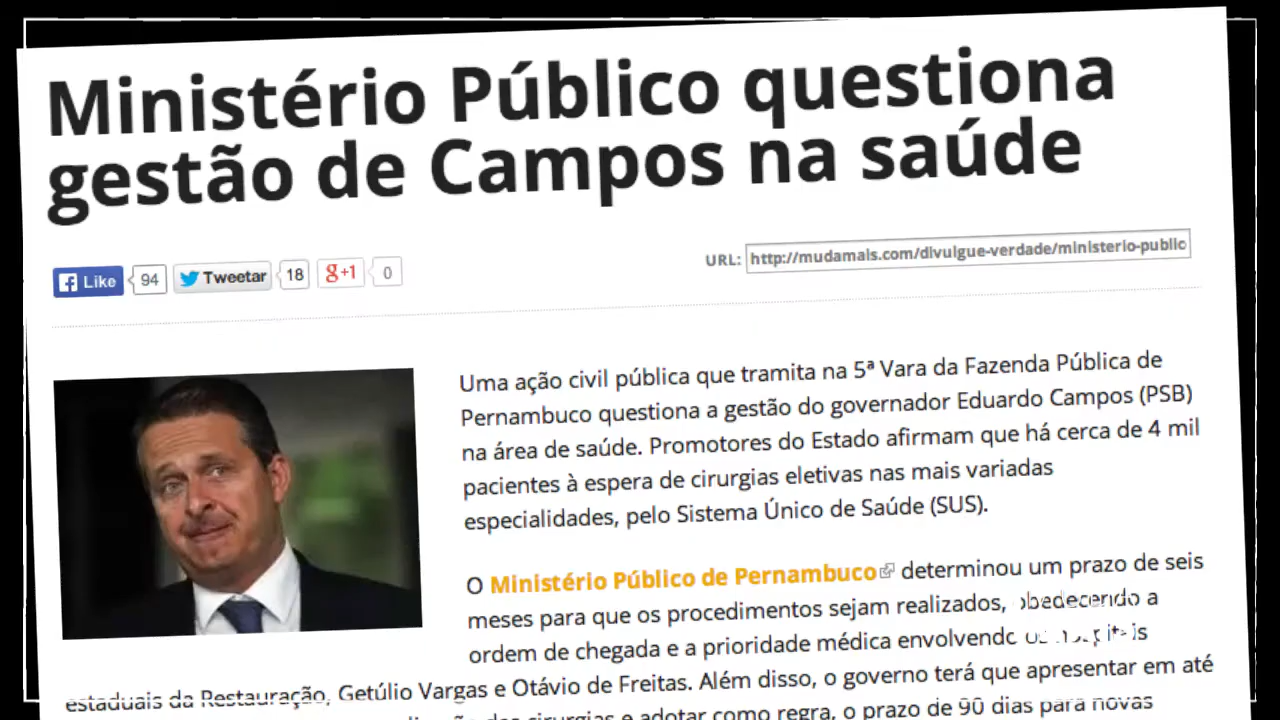 Ministério Público questiona
gestão de Campos na saúde
Like 94 Tweetar 18 g+1 0
URL: http://mudamais.com/divulgue-verdade/ministerio-public
Uma ação civil pública que tramita na 5ª Vara da Fazenda Pública de
Pernambuco questiona a gestão do governador Eduardo Campos (PSB)
na área de saúde. Promotores do Estado afirmam que há cerca de 4 mil
pacientes à espera de cirurgias eletivas nas mais variadas
especialidades, pelo Sistema Único de Saúde (SUS).
O Ministério Público de Pernambuco determinou um prazo de seis
meses para que os procedimentos sejam realizados, obedecendo a
ordem de chegada e a prioridade médica envolvendo os hospitais
estaduais da Restauração, Getúlio Vargas e Otávio de Freitas. Além disso, o governo terá que apresentar em até
das cirurgias e adotar como regra, o prazo de 90 dias para novas